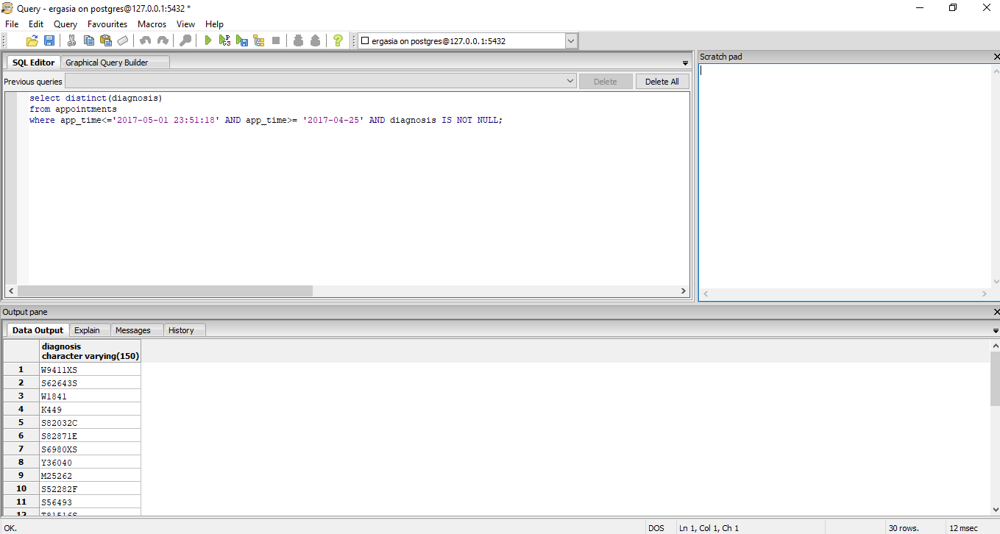 Query - ergasia on postgres@127.0.0.1:5432 *
File Edit Query Favourites Macros View Help
ergasia on postgres@127.0.0.1:5432
SQL Editor Graphical Query Builder
Previous queries Delete Delete All
select distinct(diagnosis)
from appointments
where app_time<='2017-05-01 23:51:18' AND app_time>= '2017-04-25' AND diagnosis IS NOT NULL;
Scratch pad
Output pane
Data Output Explain Messages History
diagnosis
character varying(150)
1 W9411XS
2 S62643S
3 W1841
4 K449
5 S82032C
6 S82871E
7 S6980XS
8 Y36040
9 M25262
10 S52282F
11 S56493
12 T81516S
OK. DOS Ln 1, Col 1, Ch 1 30 rows. 12 msec